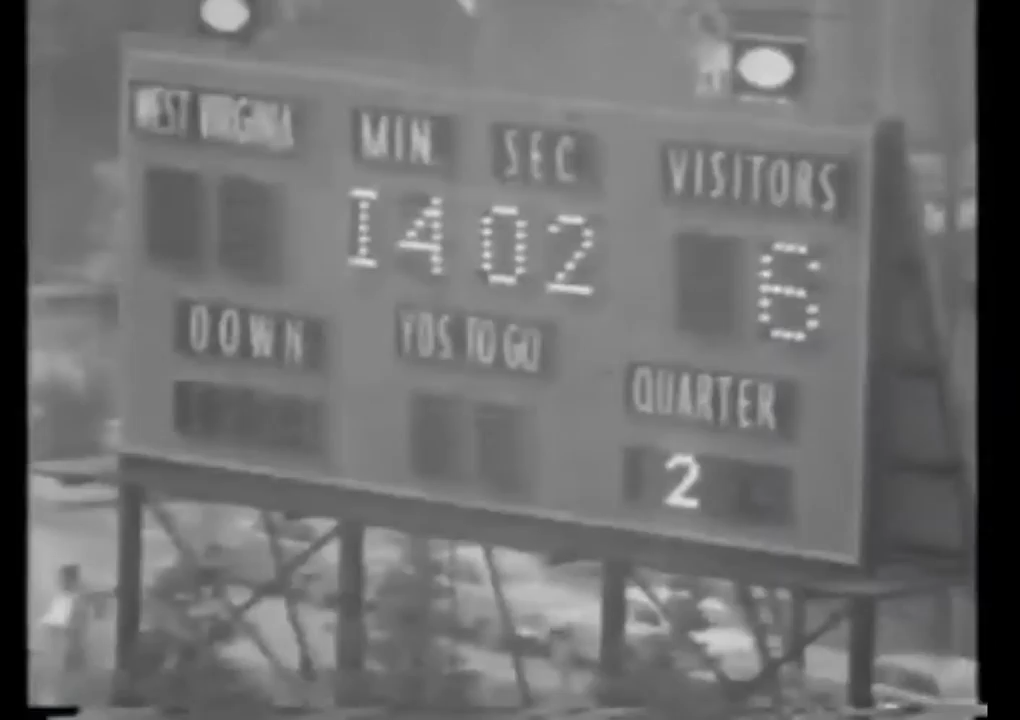 WEST VIRGINIA MIN. SEC VISITORS
14 02 6
DOWN YDS TO GO QUARTER
2